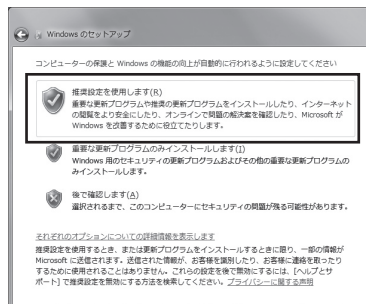 Windows のセットアップ
コンピューターの保護と Windows の機能の向上が自動的に行われるように設定してください
推奨設定を使用します(R)
重要な更新プログラムや推奨の更新プログラムをインストールしたり、インターネット
の閲覧をより安全にしたり、オンラインで問題の解決策を確認したり、Microsoft が
Windows を改善するために役立てたりします。
重要な更新プログラムのみインストールします(I)
Windows 用のセキュリティの更新プログラムおよびその他の重要な更新プログラムの
みインストールします。
後で確認します(A)
選択されるまで、このコンピューターにセキュリティの問題が残る可能性があります。
それぞれのオプションについての詳細情報を表示します
推奨設定を使用するとき、または更新プログラムをインストールするときに限り、一部の情報が
Microsoft に送信されます。送信された情報が、お客様を識別したり、お客様に連絡を取ったり
するために使用されることはありません。これらの設定を後で無効にするには、[ヘルプとサ
ポート] で推奨設定を無効にする方法を検索してください。プライバシーに関する声明